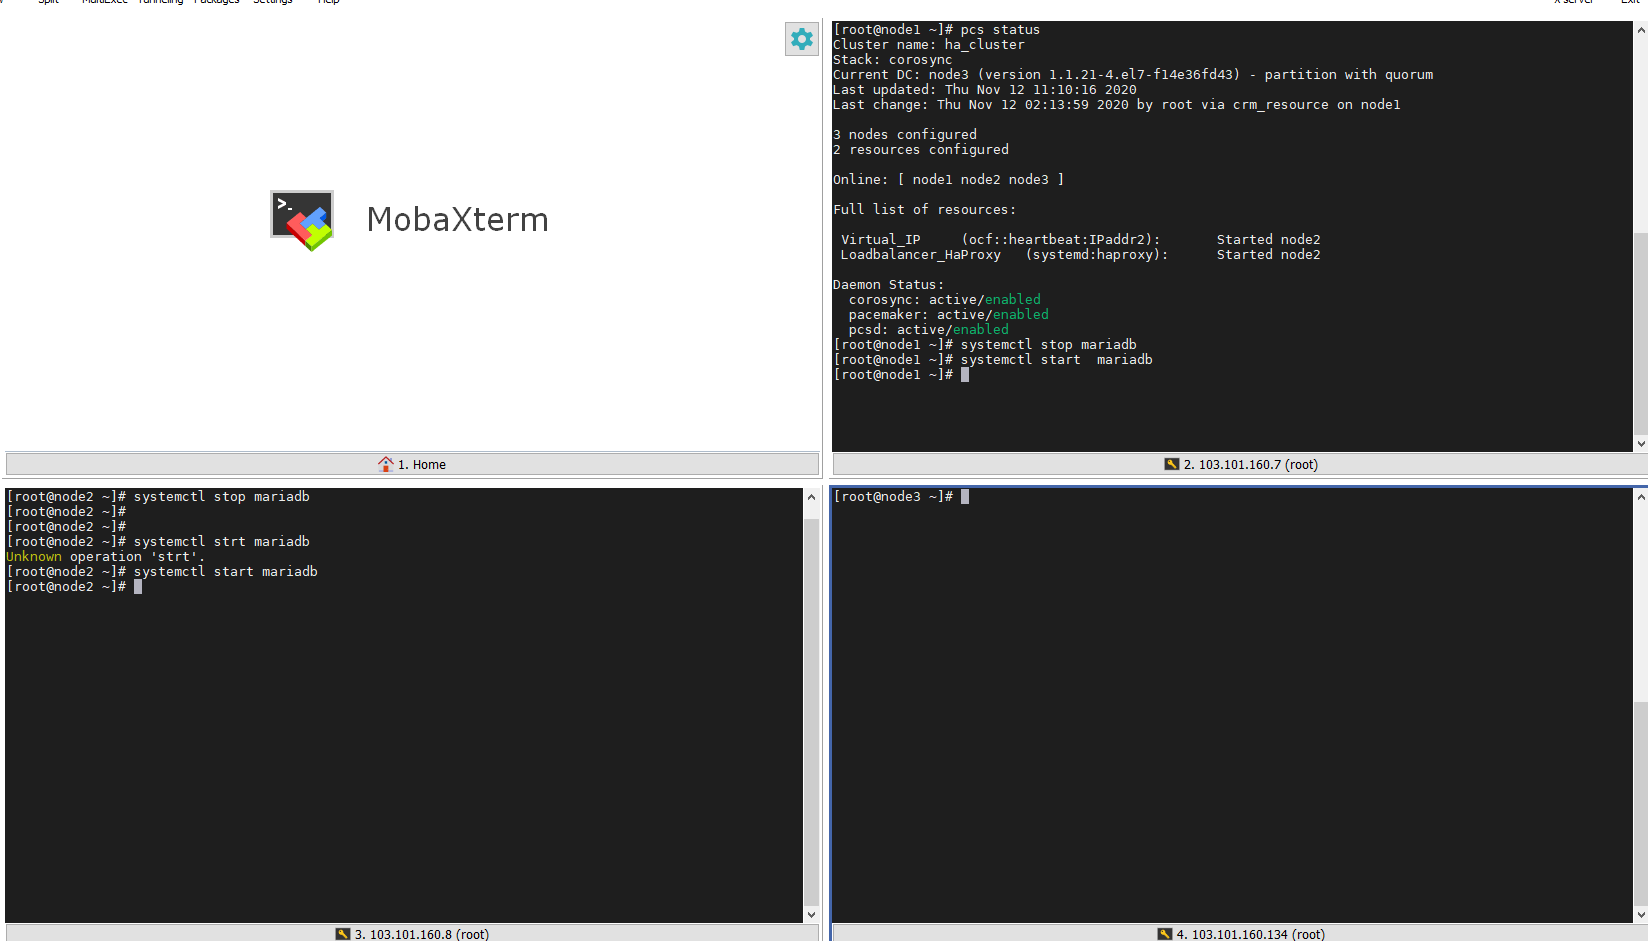 Split MultiExec Tunneling Packages Settings Help X server Exit
MobaXterm
1. Home
[root@node1 ~]# pcs status
Cluster name: ha_cluster
Stack: corosync
Current DC: node3 (version 1.1.21-4.el7-f14e36fd43) - partition with quorum
Last updated: Thu Nov 12 11:10:16 2020
Last change: Thu Nov 12 02:13:59 2020 by root via crm_resource on node1
3 nodes configured
2 resources configured
Online: [ node1 node2 node3 ]
Full list of resources:
Virtual_IP (ocf::heartbeat:IPaddr2): Started node2
Loadbalancer_HaProxy (systemd:haproxy): Started node2
Daemon Status:
corosync: active/enabled
pacemaker: active/enabled
pcsd: active/enabled
[root@node1 ~]# systemctl stop mariadb
[root@node1 ~]# systemctl start  mariadb
[root@node1 ~]#
2. 103.101.160.7 (root)
[root@node2 ~]# systemctl stop mariadb
[root@node2 ~]#
[root@node2 ~]#
[root@node2 ~]# systemctl strt mariadb
Unknown operation 'strt'.
[root@node2 ~]# systemctl start mariadb
[root@node2 ~]#
3. 103.101.160.8 (root)
[root@node3 ~]#
4. 103.101.160.134 (root)